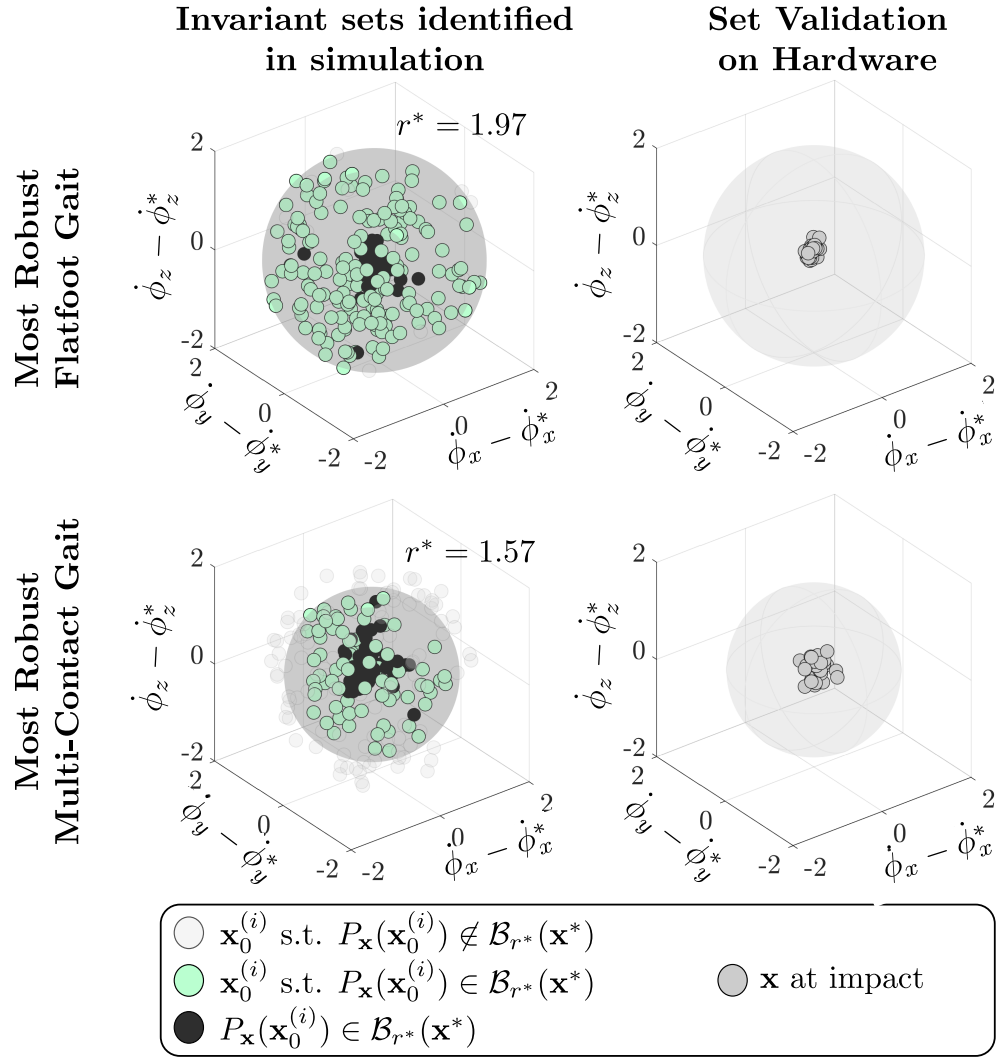 Invariant sets identified
in simulation
Set Validation
on Hardware
Most Robust
Flatfoot Gait
r* = 1.97
2
0
-2
ϕ̇z − ϕ̇z*
2
0
-2
ϕ̇y − ϕ̇y*
-2
0
2
ϕ̇x − ϕ̇x*
2
0
-2
ϕ̇z − ϕ̇z*
2
0
-2
ϕ̇y − ϕ̇y*
-2
0
2
ϕ̇x − ϕ̇x*
Most Robust
Multi-Contact Gait
r* = 1.57
2
0
-2
ϕ̇z − ϕ̇z*
2
0
-2
ϕ̇y − ϕ̇y*
-2
0
2
ϕ̇x − ϕ̇x*
2
0
-2
ϕ̇z − ϕ̇z*
2
0
-2
ϕ̇y − ϕ̇y*
-2
0
2
ϕ̇x − ϕ̇x*
x₀⁽ⁱ⁾ s.t. Pₓ(x₀⁽ⁱ⁾) ∉ ℬr*(x*)
x₀⁽ⁱ⁾ s.t. Pₓ(x₀⁽ⁱ⁾) ∈ ℬr*(x*)
Pₓ(x₀⁽ⁱ⁾) ∈ ℬr*(x*)
x at impact